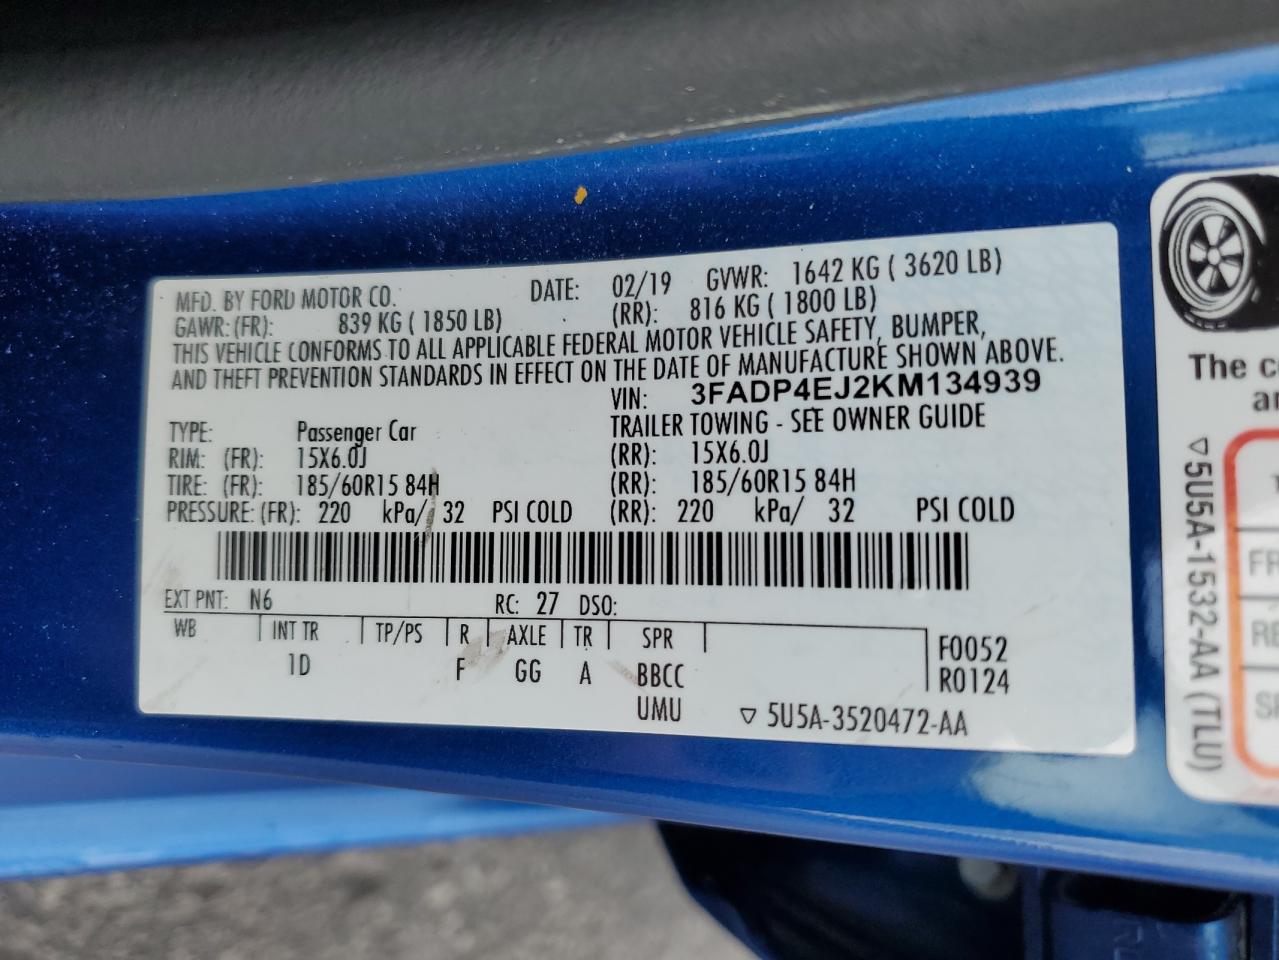 MFD. BY FORD MOTOR CO. DATE: 02/19 GVWR: 1642 KG ( 3620 LB)
GAWR: (FR): 839 KG ( 1850 LB) (RR): 816 KG ( 1800 LB)
THIS VEHICLE CONFORMS TO ALL APPLICABLE FEDERAL MOTOR VEHICLE SAFETY, BUMPER,
AND THEFT PREVENTION STANDARDS IN EFFECT ON THE DATE OF MANUFACTURE SHOWN ABOVE.
VIN: 3FADP4EJ2KM134939
TYPE: Passenger Car TRAILER TOWING - SEE OWNER GUIDE
RIM: (FR): 15X6.0J (RR): 15X6.0J
TIRE: (FR): 185/60R15 84H (RR): 185/60R15 84H
PRESSURE: (FR): 220 kPa/ 32 PSI COLD (RR): 220 kPa/ 32 PSI COLD
EXT PNT: N6 RC: 27 DSO:
WB INT TR TP/PS R AXLE TR SPR F0052
1D F GG A BBCC R0124
UMU ▽ 5U5A-3520472-AA
The
▽5U5A-1532-AA (TLU)